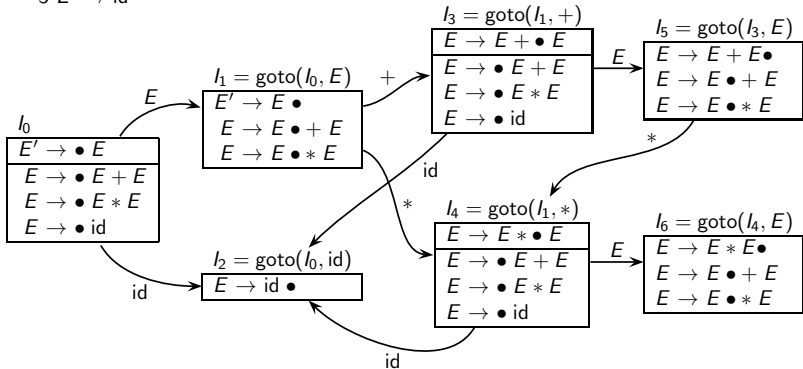 I₀
E′ → • E
E → • E + E
E → • E * E
E → • id
E
id
I₁ = goto(I₀, E)
E′ → E •
E → E • + E
E → E • * E
+
*
I₂ = goto(I₀, id)
E → id •
I₃ = goto(I₁, +)
E → E + • E
E → • E + E
E → • E * E
E → • id
E
id
I₄ = goto(I₁, *)
E → E * • E
E → • E + E
E → • E * E
E → • id
E
id
I₅ = goto(I₃, E)
E → E + E•
E → E • + E
E → E • * E
*
I₆ = goto(I₄, E)
E → E * E•
E → E • + E
E → E • * E